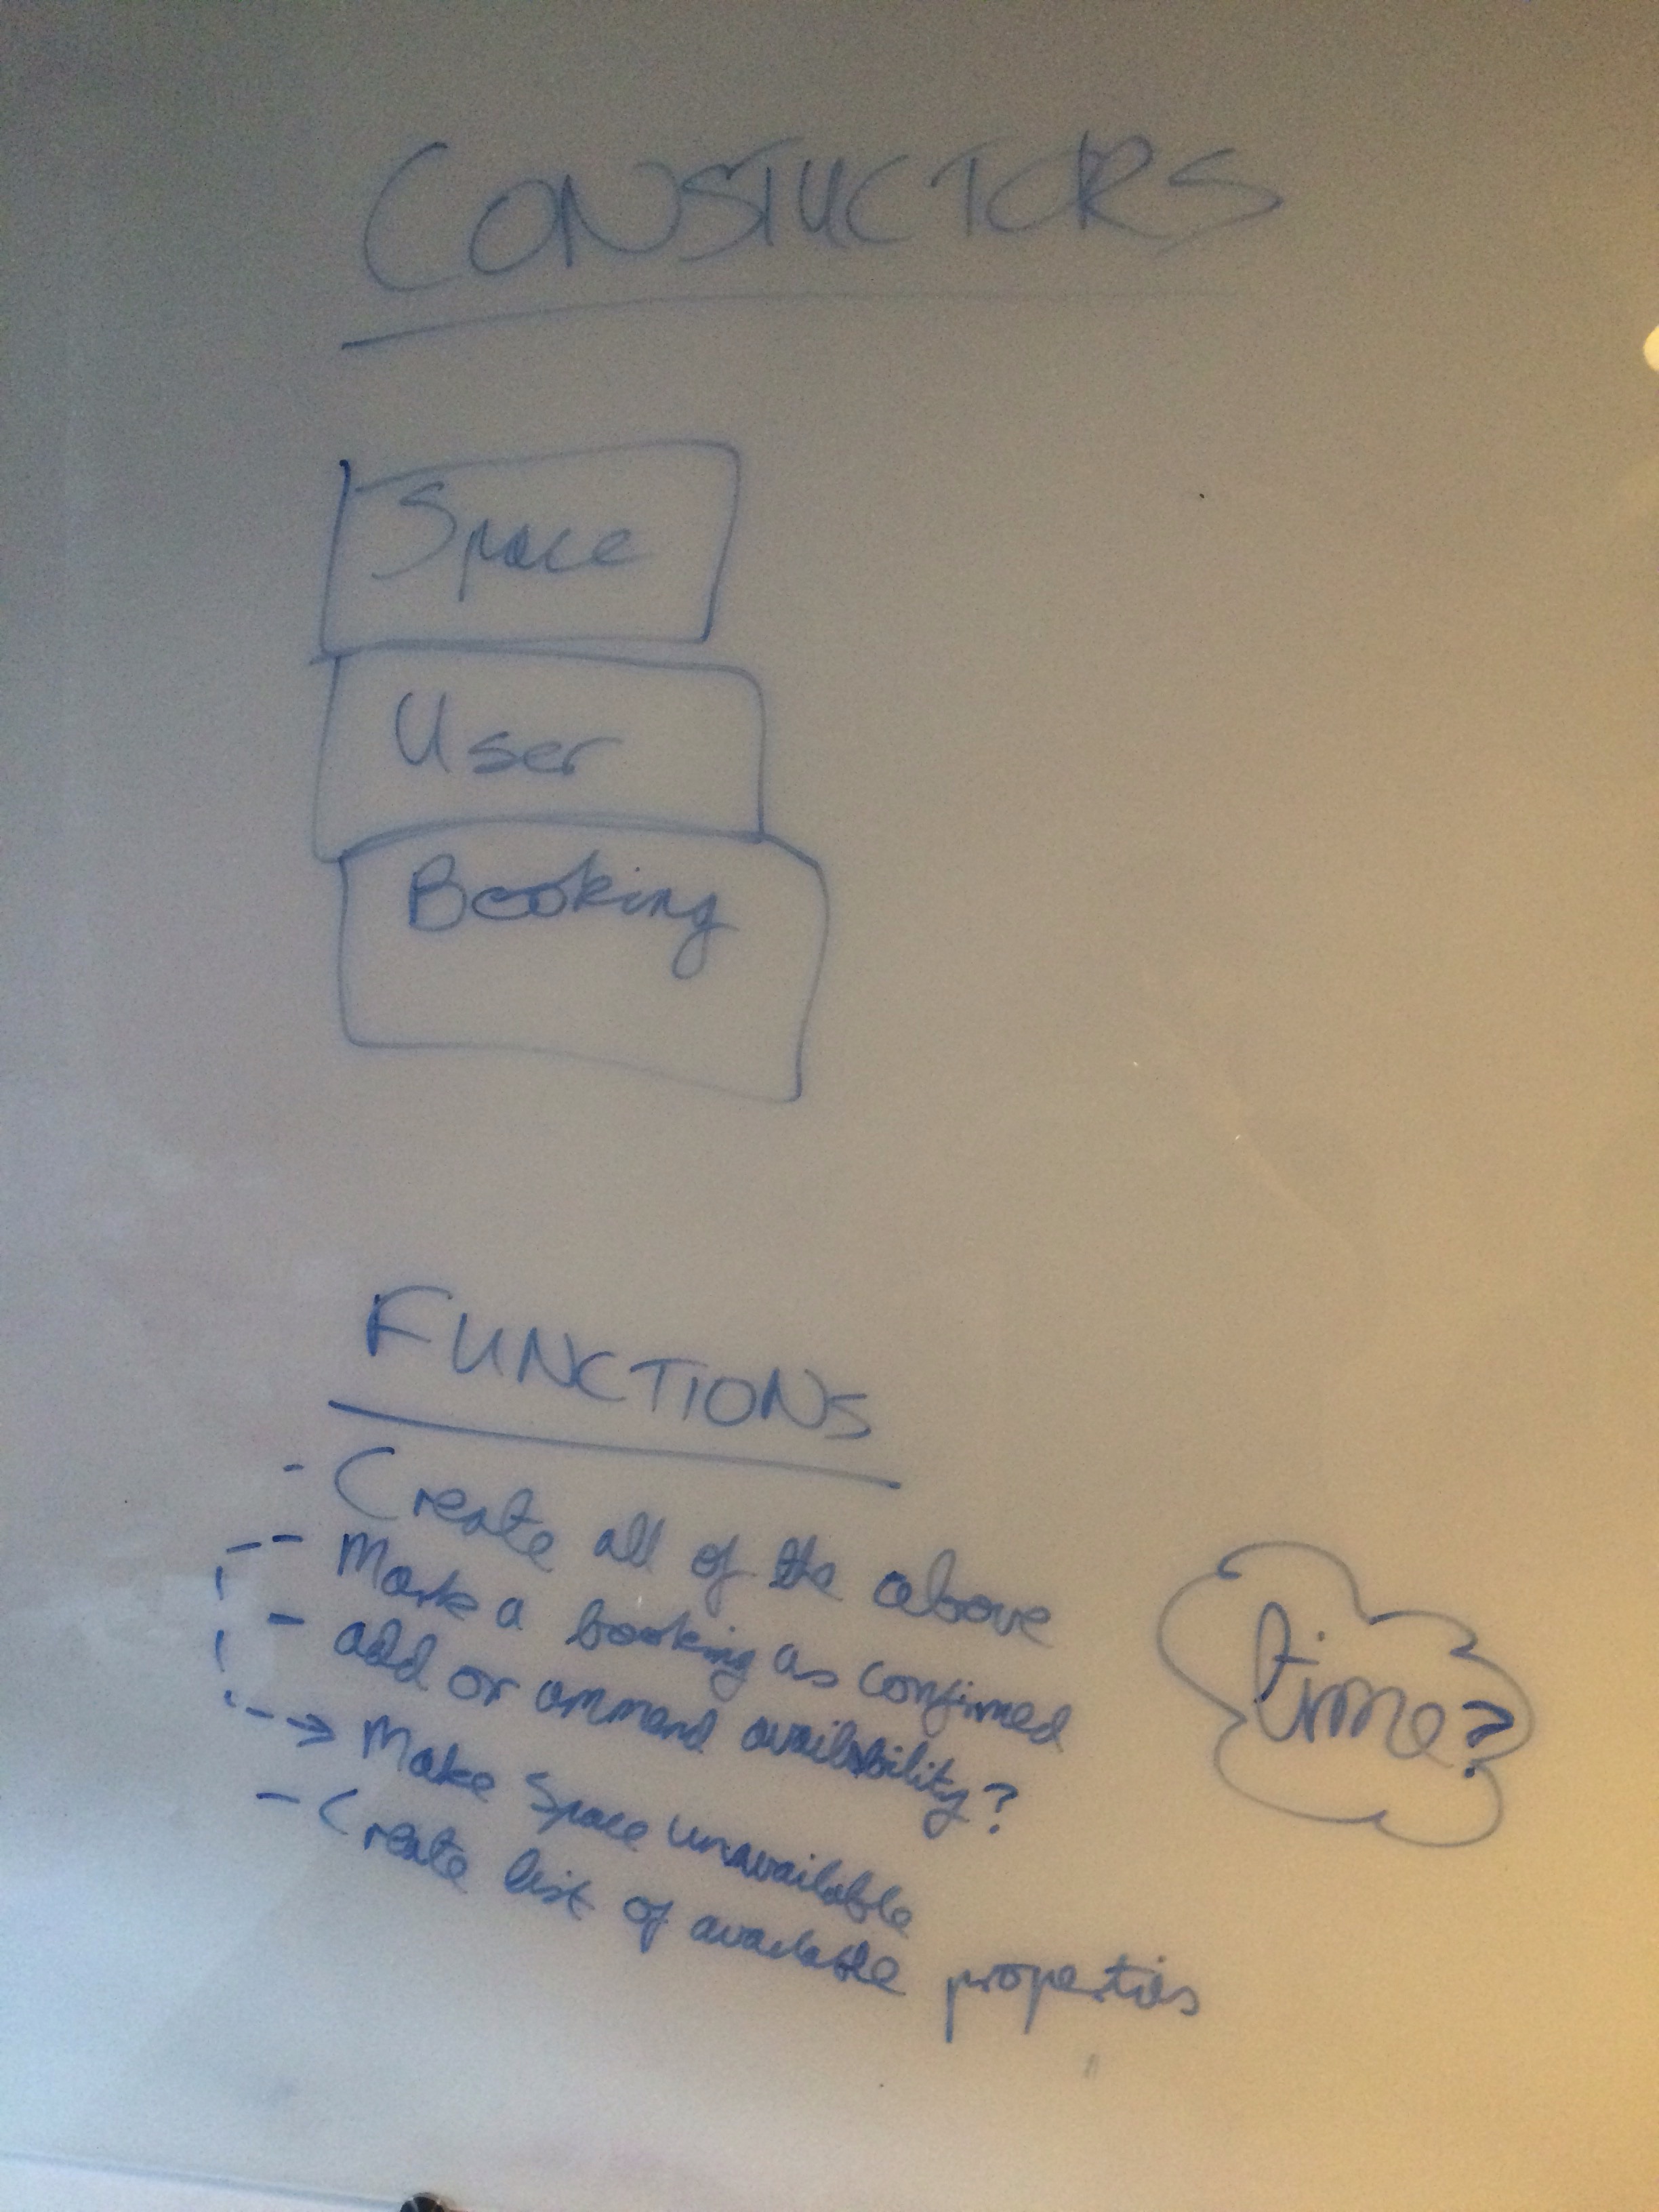 CONSTUCTORS
Space
User
Booking
FUNCTIONS
- Create all of the above
- Mark a booking as confirmed
- add or ammend availability?
Make Space unavailable
- Create list of available properties
time?